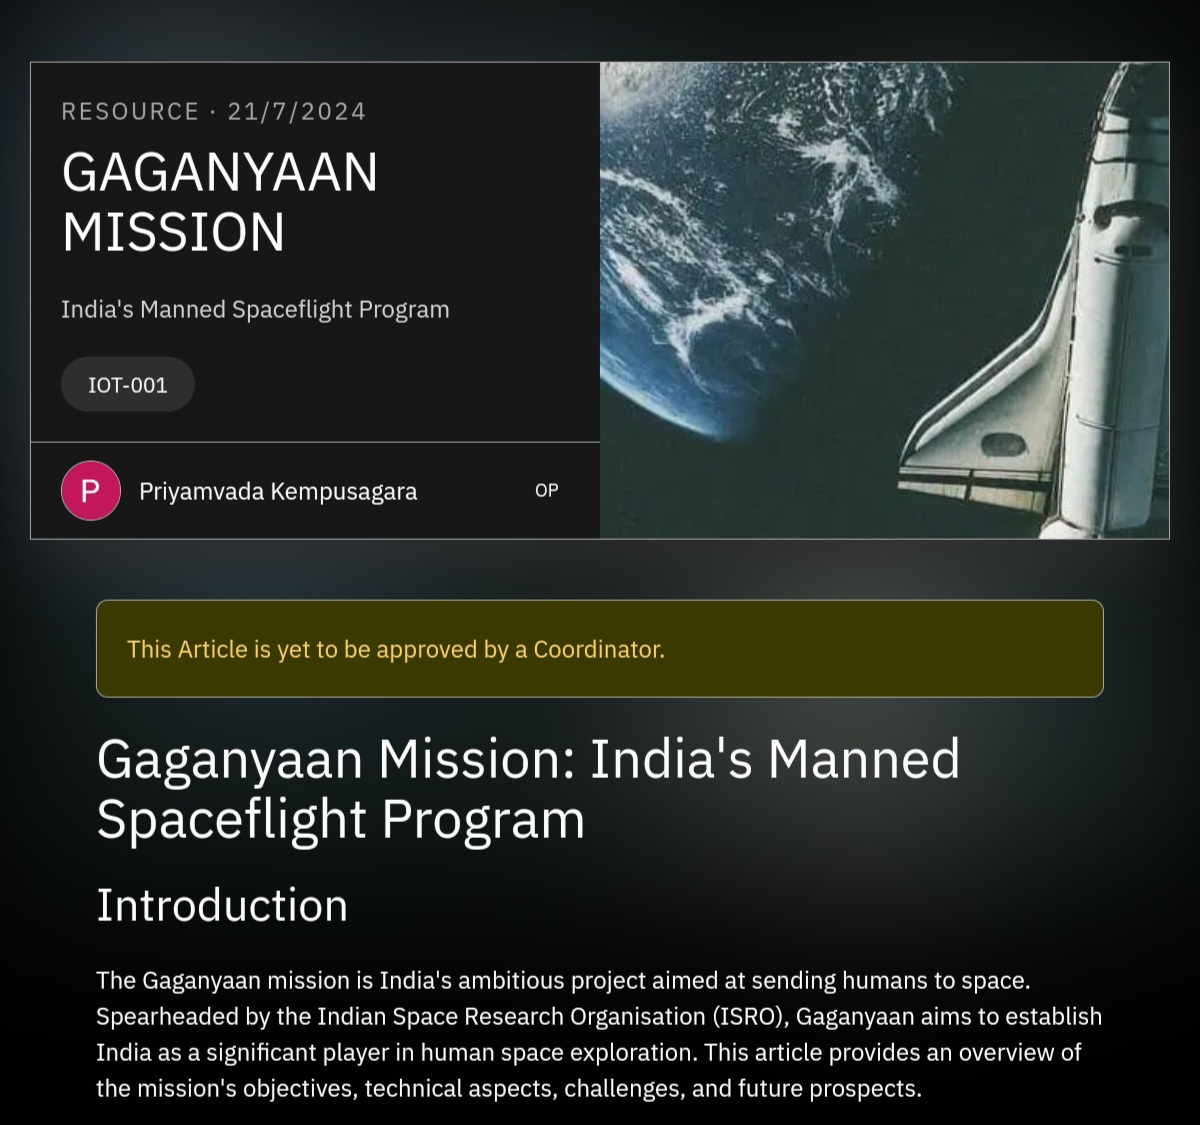 RESOURCE · 21/7/2024
GAGANYAAN
MISSION
India's Manned Spaceflight Program
IOT-001
P
Priyamvada Kempusagara
OP
This Article is yet to be approved by a Coordinator.
Gaganyaan Mission: India's Manned
Spaceflight Program
Introduction
The Gaganyaan mission is India's ambitious project aimed at sending humans to space.
Spearheaded by the Indian Space Research Organisation (ISRO), Gaganyaan aims to establish
India as a significant player in human space exploration. This article provides an overview of
the mission's objectives, technical aspects, challenges, and future prospects.